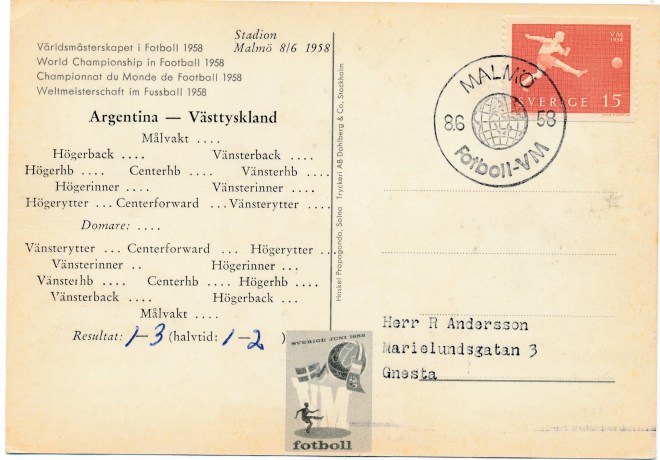 Världsmästerskapet i Fotboll 1958
World Championship in Football 1958
Championnat du Monde de Football 1958
Weltmeisterschaft im Fussball 1958
Stadion
Malmö 8/6 1958
Argentina — Västtyskland
Målvakt ....
Högerback .... Vänsterback ....
Högerhb .... Centerhb .... Vänsterhb ....
Högerinner .... Vänsterinner ....
Högerytter ... Centerforward ... Vänsterytter ....
Domare: ....
Vänsterytter ... Centerforward ... Högerytter ...
Vänsterinner .. Högerinner ...
Vänsterhb ... Centerhb .... Högerhb ....
Vänsterback .... Högerback ....
Målvakt ....
Resultat: 1-3 (halvtid: 1-2 )
Haskel Propaganda, Solna Tryckeri AB Dahlberg & Co, Stockholm
SVERIGE JUNI 1958
VM
fotboll
VM
1958
SVERIGE 15
MALMÖ
8.6 58
Fotboll-VM
Herr R Andersson
Marielundsgatan 3
Gnesta